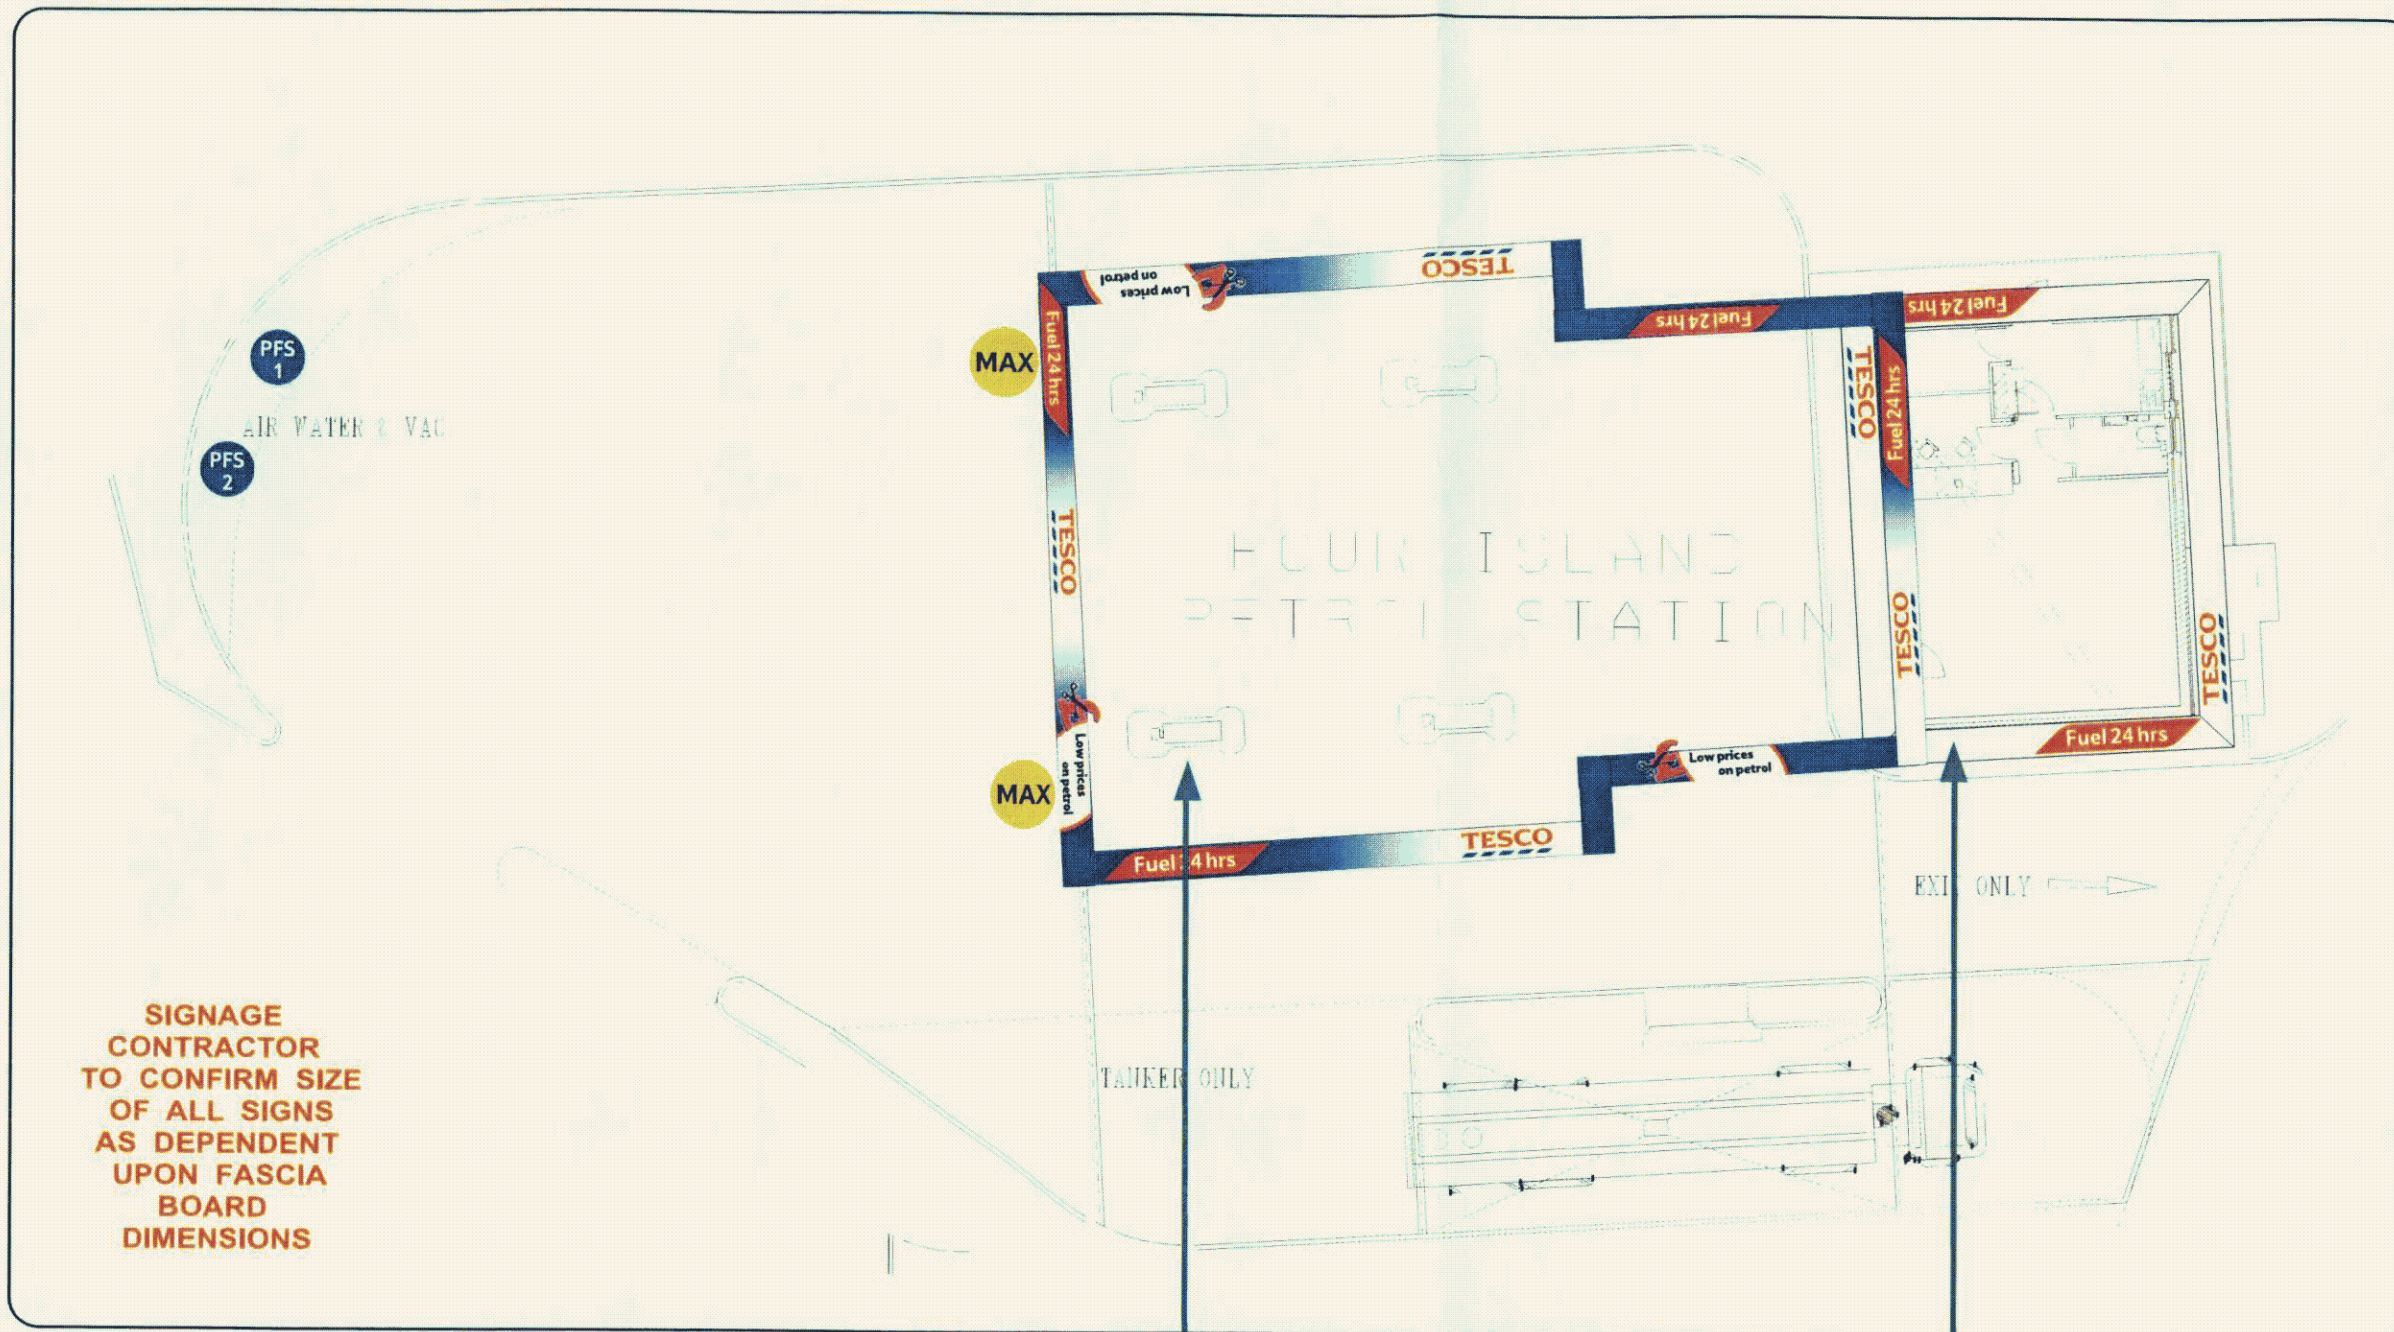 TESCO
Low prices
on petrol
Fuel 24 hrs
Fuel 24 hrs
Fuel 24 hrs
PFS
1
MAX
TESCO
Fuel 24 hrs
AIR WATER & VAC
PFS
2
TESCO
FOUR ISLAND
PETROL STATION
TESCO
TESCO
Low prices
on petrol
Low prices
on petrol
Fuel 24 hrs
MAX
TESCO
Fuel 24 hrs
EXIT ONLY
SIGNAGE
CONTRACTOR
TO CONFIRM SIZE
OF ALL SIGNS
AS DEPENDENT
UPON FASCIA
BOARD
DIMENSIONS
TANKER ONLY